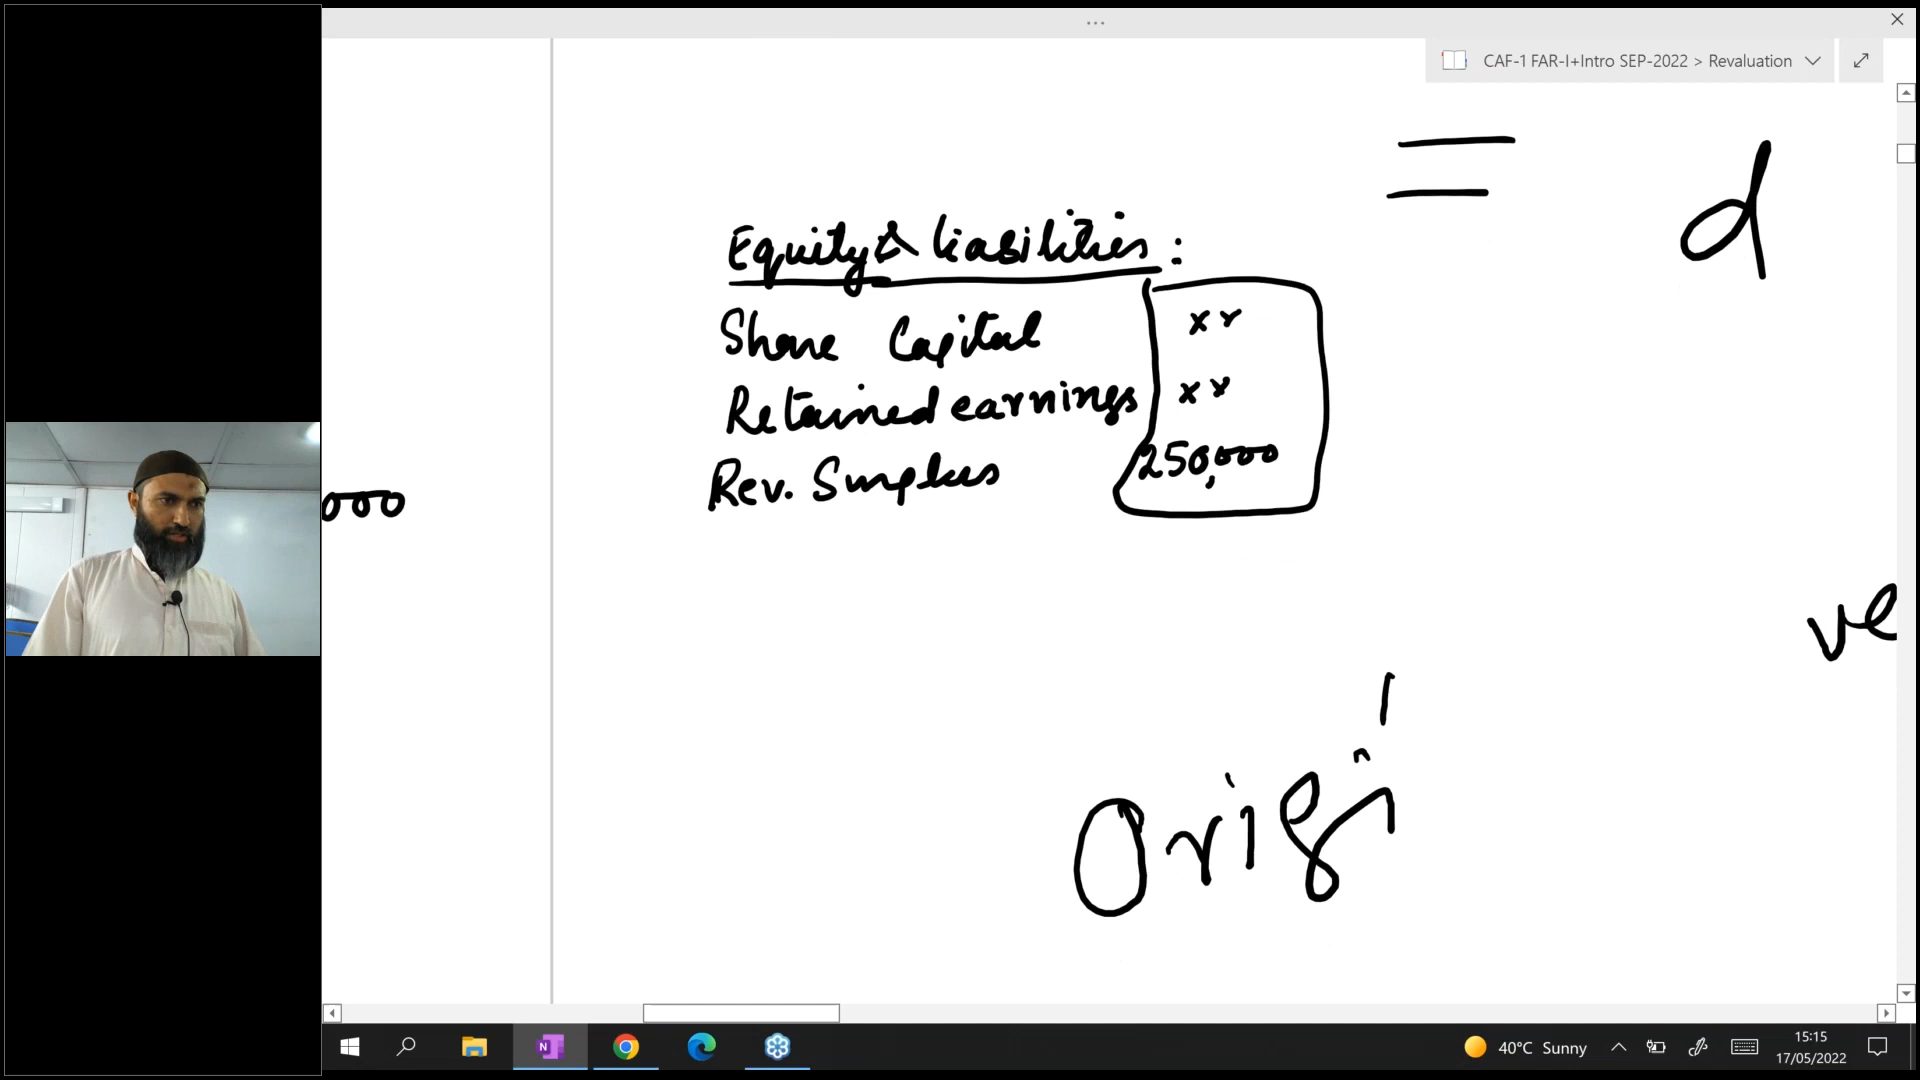 CAF-1 FAR-I+Intro SEP-2022 > Revaluation
d
Equity & liabilities :
Share Capital xx
Retained earnings xx
Rev. Surplus 250,000
000
ve
Origi
40°C Sunny
15:15
17/05/2022